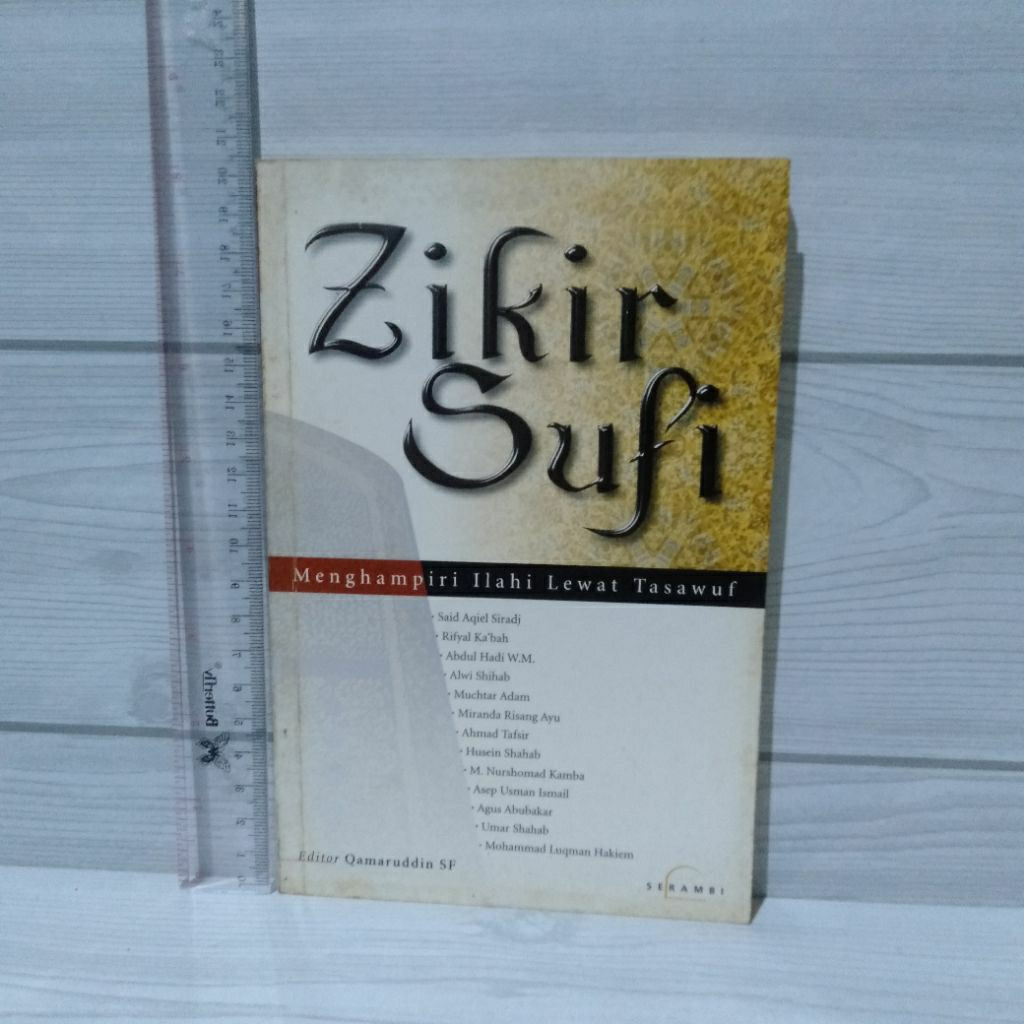 Zikir
Sufi
Menghampiri Ilahi Lewat Tasawuf
· Said Aqiel Siradj
· Rifyal Ka'bah
· Abdul Hadi W.M.
· Alwi Shihab
· Muchtar Adam
· Miranda Risang Ayu
· Ahmad Tafsir
· Husein Shahab
· M. Nurshomad Kamba
· Asep Usman Ismail
· Agus Abubakar
· Umar Shahab
· Mohammad Luqman Hakiem
Editor Qamaruddin SF
SERAMBI
Butterfly